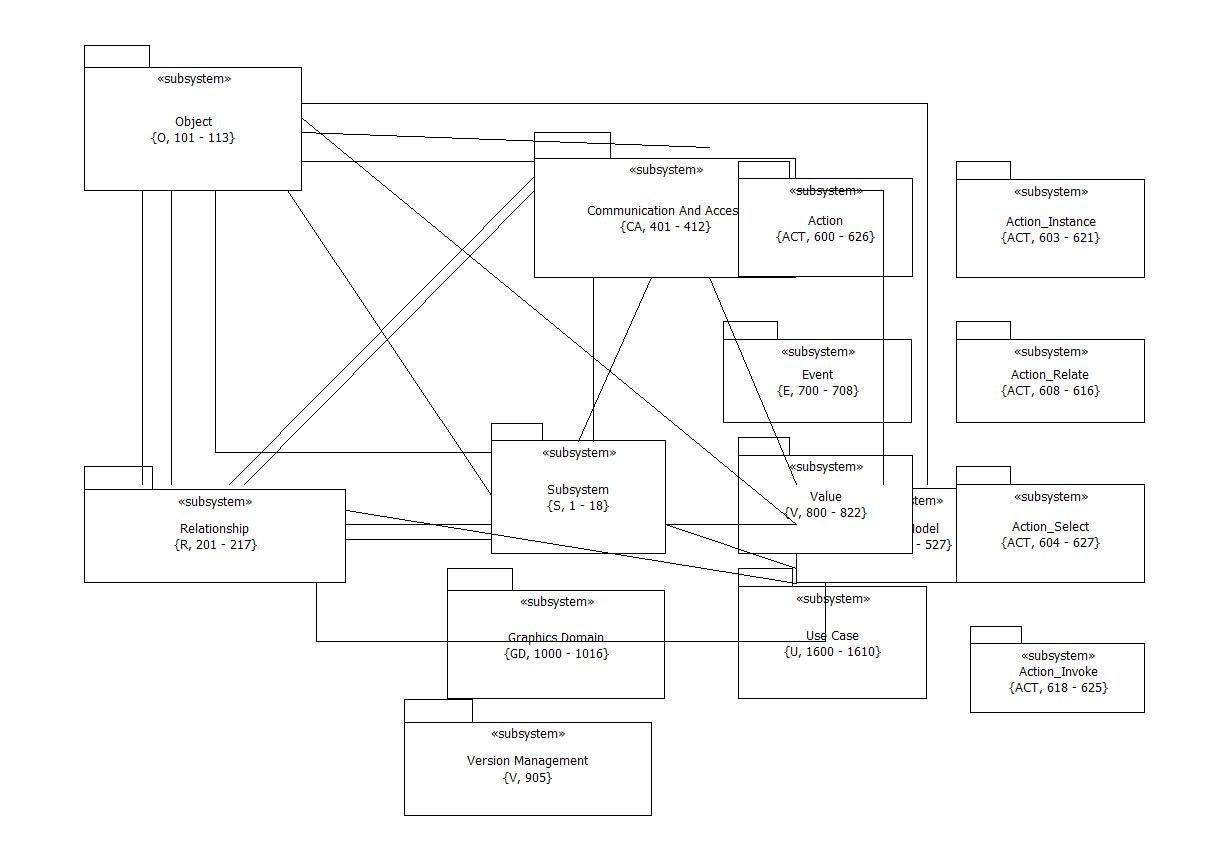 «subsystem»
Object
{O, 101 - 113}
«subsystem»
Communication And Acces
{CA, 401 - 412}
«subsystem»
Action
{ACT, 600 - 626}
«subsystem»
Action_Instance
{ACT, 603 - 621}
«subsystem»
Event
{E, 700 - 708}
«subsystem»
Action_Relate
{ACT, 608 - 616}
«subsystem»
Subsystem
{S, 1 - 18}
«subsystem»
Value
{V, 800 - 822}
stem»
- 527}
«subsystem»
Action_Select
{ACT, 604 - 627}
«subsystem»
Relationship
{R, 201 - 217}
«subsystem»
Graphics Domain
{GD, 1000 - 1016}
«subsystem»
Use Case
{U, 1600 - 1610}
«subsystem»
Action_Invoke
{ACT, 618 - 625}
«subsystem»
Version Management
{V, 905}